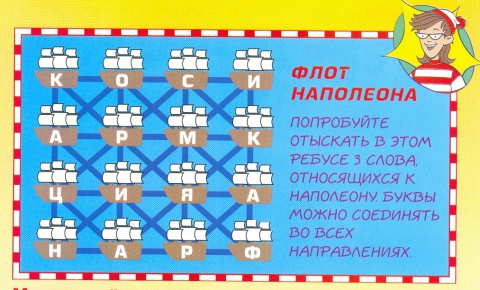 К О С И
А Р М К
Ц И Я А
Н А Р Ф
ФЛОТ
НАПОЛЕОНА
ПОПРОБУЙТЕ
ОТЫСКАТЬ В ЭТОМ
РЕБУСЕ 3 СЛОВА,
ОТНОСЯЩИХСЯ К
НАПОЛЕОНУ. БУКВЫ
МОЖНО СОЕДИНЯТЬ
ВО ВСЕХ
НАПРАВЛЕНИЯХ.